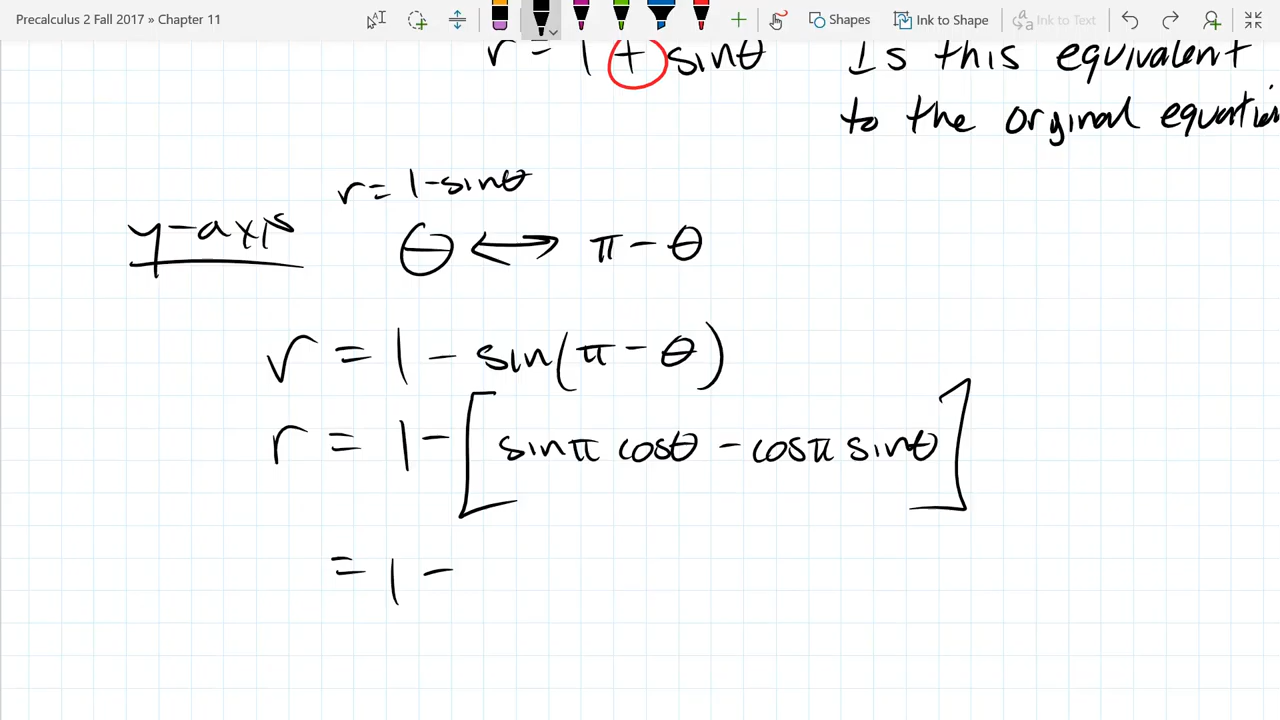 Precalculus 2 Fall 2017 » Chapter 11
Shapes
Ink to Shape
Ink to Text
r = 1 + sinθ
Is this equivalent
to the orginal equation
r = 1-sinθ
y-axis
θ ↔ π - θ
r = 1 - sin(π - θ)
r = 1 - [sinπ cosθ - cosπ sinθ]
= 1 -